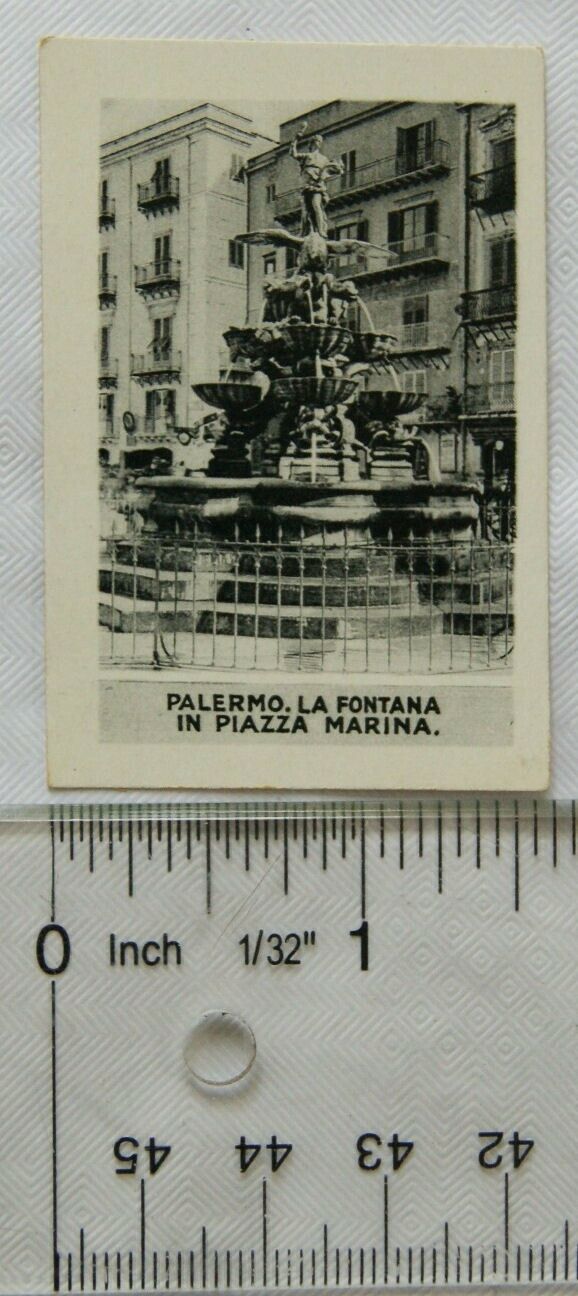 PALERMO. LA FONTANA
IN PIAZZA MARINA.
0 Inch 1/32" 1
45 44 43 42